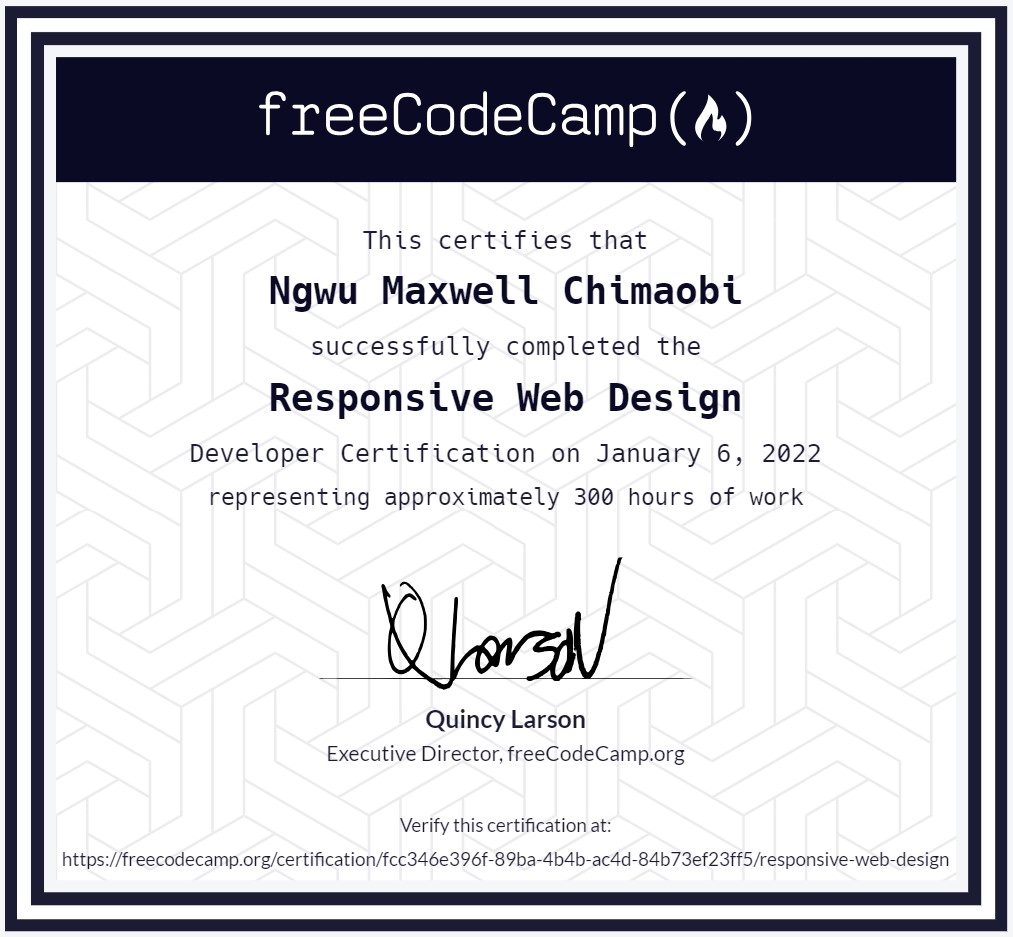 freeCodeCamp(🔥)
This certifies that
Ngwu Maxwell Chimaobi
successfully completed the
Responsive Web Design
Developer Certification on January 6, 2022
representing approximately 300 hours of work
Q Larson
Quincy Larson
Executive Director, freeCodeCamp.org
Verify this certification at:
https://freecodecamp.org/certification/fcc346e396f-89ba-4b4b-ac4d-84b73ef23ff5/responsive-web-design